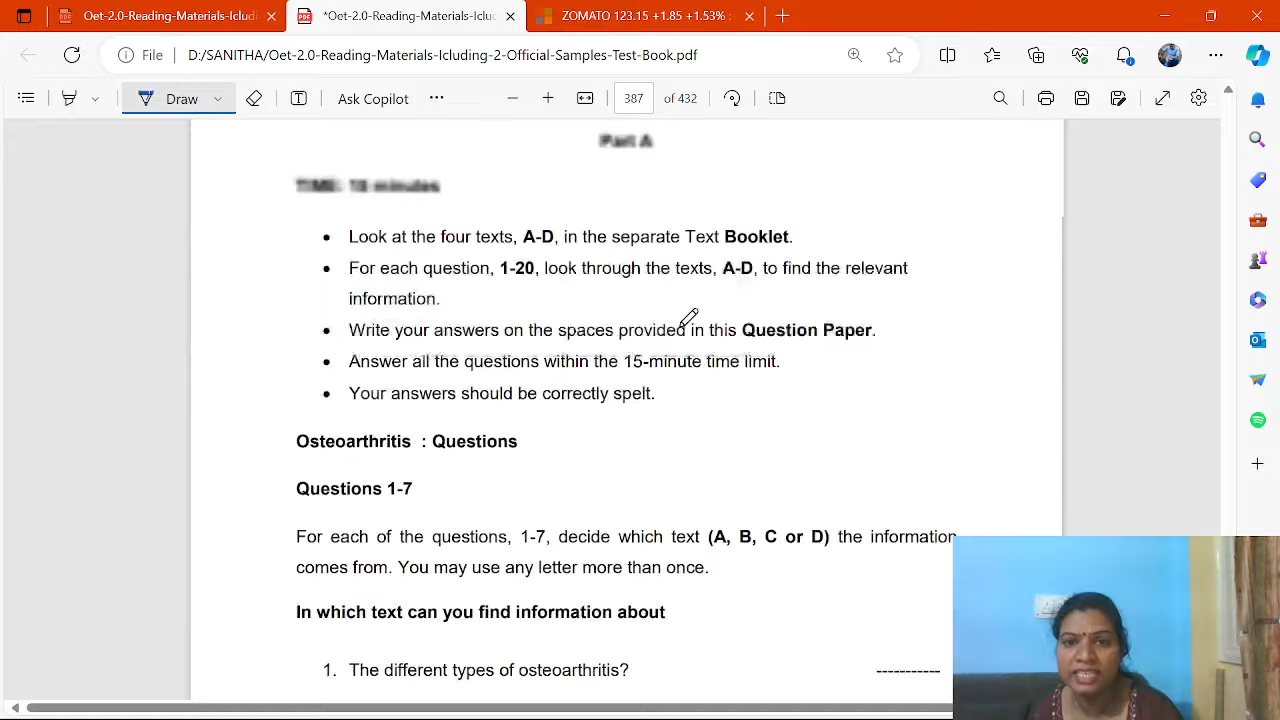 Oet-2.0-Reading-Materials-Iclud
*Oet-2.0-Reading-Materials-Icluc
ZOMATO 123.15 +1.85 +1.53% :
File D:/SANITHA/Oet-2.0-Reading-Materials-Icluding-2-Official-Samples-Test-Book.pdf
Draw Ask Copilot 387 of 432
Part A
TIME: 15 minutes
• Look at the four texts, A-D, in the separate Text Booklet.
• For each question, 1-20, look through the texts, A-D, to find the relevant
information.
• Write your answers on the spaces provided in this Question Paper.
• Answer all the questions within the 15-minute time limit.
• Your answers should be correctly spelt.
Osteoarthritis : Questions
Questions 1-7
For each of the questions, 1-7, decide which text (A, B, C or D) the information
comes from. You may use any letter more than once.
In which text can you find information about
1. The different types of osteoarthritis? -----------